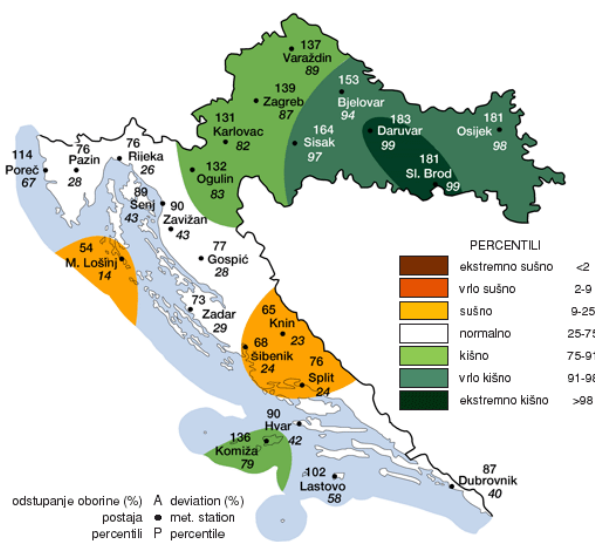 137
Varaždin
89
139
Zagreb
87
153
Bjelovar
94
131
Karlovac
82
164
Sisak
97
183
Daruvar
99
181
Osijek
98
181
Sl. Brod
99
132
Ogulin
83
114
Poreč
67
76
Pazin
28
76
Rijeka
26
89
Senj
43
90
Zavižan
43
77
Gospić
28
54
M. Lošinj
14
73
Zadar
29
65
Knin
23
68
Šibenik
24
76
Split
24
90
Hvar
42
136
Komiža
79
102
Lastovo
58
87
Dubrovnik
40
PERCENTILI
ekstremno sušno <2
vrlo sušno 2-9
sušno 9-25
normalno 25-75
kišno 75-91
vrlo kišno 91-98
ekstremno kišno >98
odstupanje oborine (%) A deviation (%)
postaja met. station
percentili P percentile